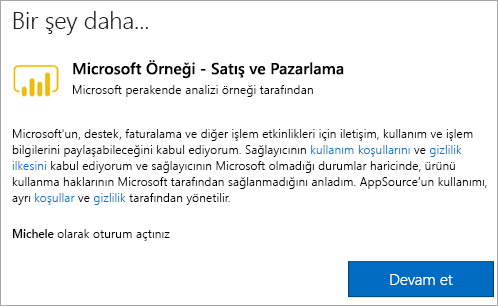 Bir şey daha...
Microsoft Örneği - Satış ve Pazarlama
Microsoft perakende analizi örneği tarafından
Microsoft'un, destek, faturalama ve diğer işlem etkinlikleri için iletişim, kullanım ve işlem
bilgilerini paylaşabileceğini kabul ediyorum. Sağlayıcının kullanım koşullarını ve gizlilik
ilkesini kabul ediyorum ve sağlayıcının Microsoft olmadığı durumlar haricinde, ürünü
kullanma haklarının Microsoft tarafından sağlanmadığını anladım. AppSource'un kullanımı,
ayrı koşullar ve gizlilik tarafından yönetilir.
Michele olarak oturum açtınız
Devam et